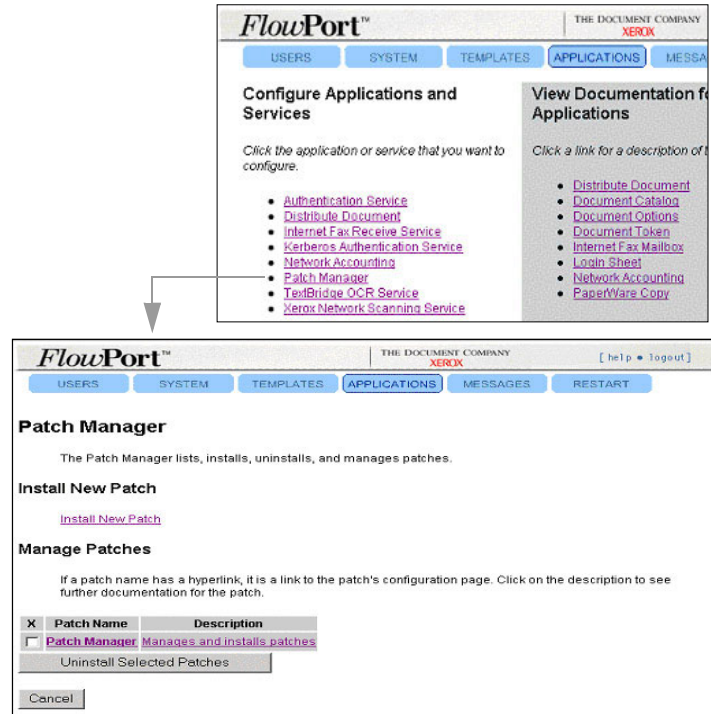 FlowPort™
THE DOCUMENT COMPANY
XEROX
USERS SYSTEM TEMPLATES APPLICATIONS MESSA
Configure Applications and
Services
Click the application or service that you want to
configure.
Authentication Service
Distribute Document
Internet Fax Receive Service
Kerberos Authentication Service
Network Accounting
Patch Manager
TextBridge OCR Service
Xerox Network Scanning Service
View Documentation fo
Applications
Click a link for a description of t
Distribute Document
Document Catalog
Document Options
Document Token
Internet Fax Mailbox
Login Sheet
Network Accounting
PaperWare Copy
FlowPort™
THE DOCUMENT COMPANY
XEROX
[help • logout]
USERS SYSTEM TEMPLATES APPLICATIONS MESSAGES RESTART
Patch Manager
The Patch Manager lists, installs, uninstalls, and manages patches.
Install New Patch
Install New Patch
Manage Patches
If a patch name has a hyperlink, it is a link to the patch's configuration page. Click on the description to see
further documentation for the patch.
X Patch Name Description
Patch Manager Manages and installs patches
Uninstall Selected Patches
Cancel